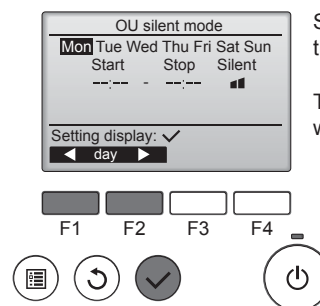 OU silent mode
Mon Tue Wed Thu Fri Sat Sun
Start Stop Silent
--:-- - --:--
Setting display: ✓
◀ day ▶
F1 F2 F3 F4